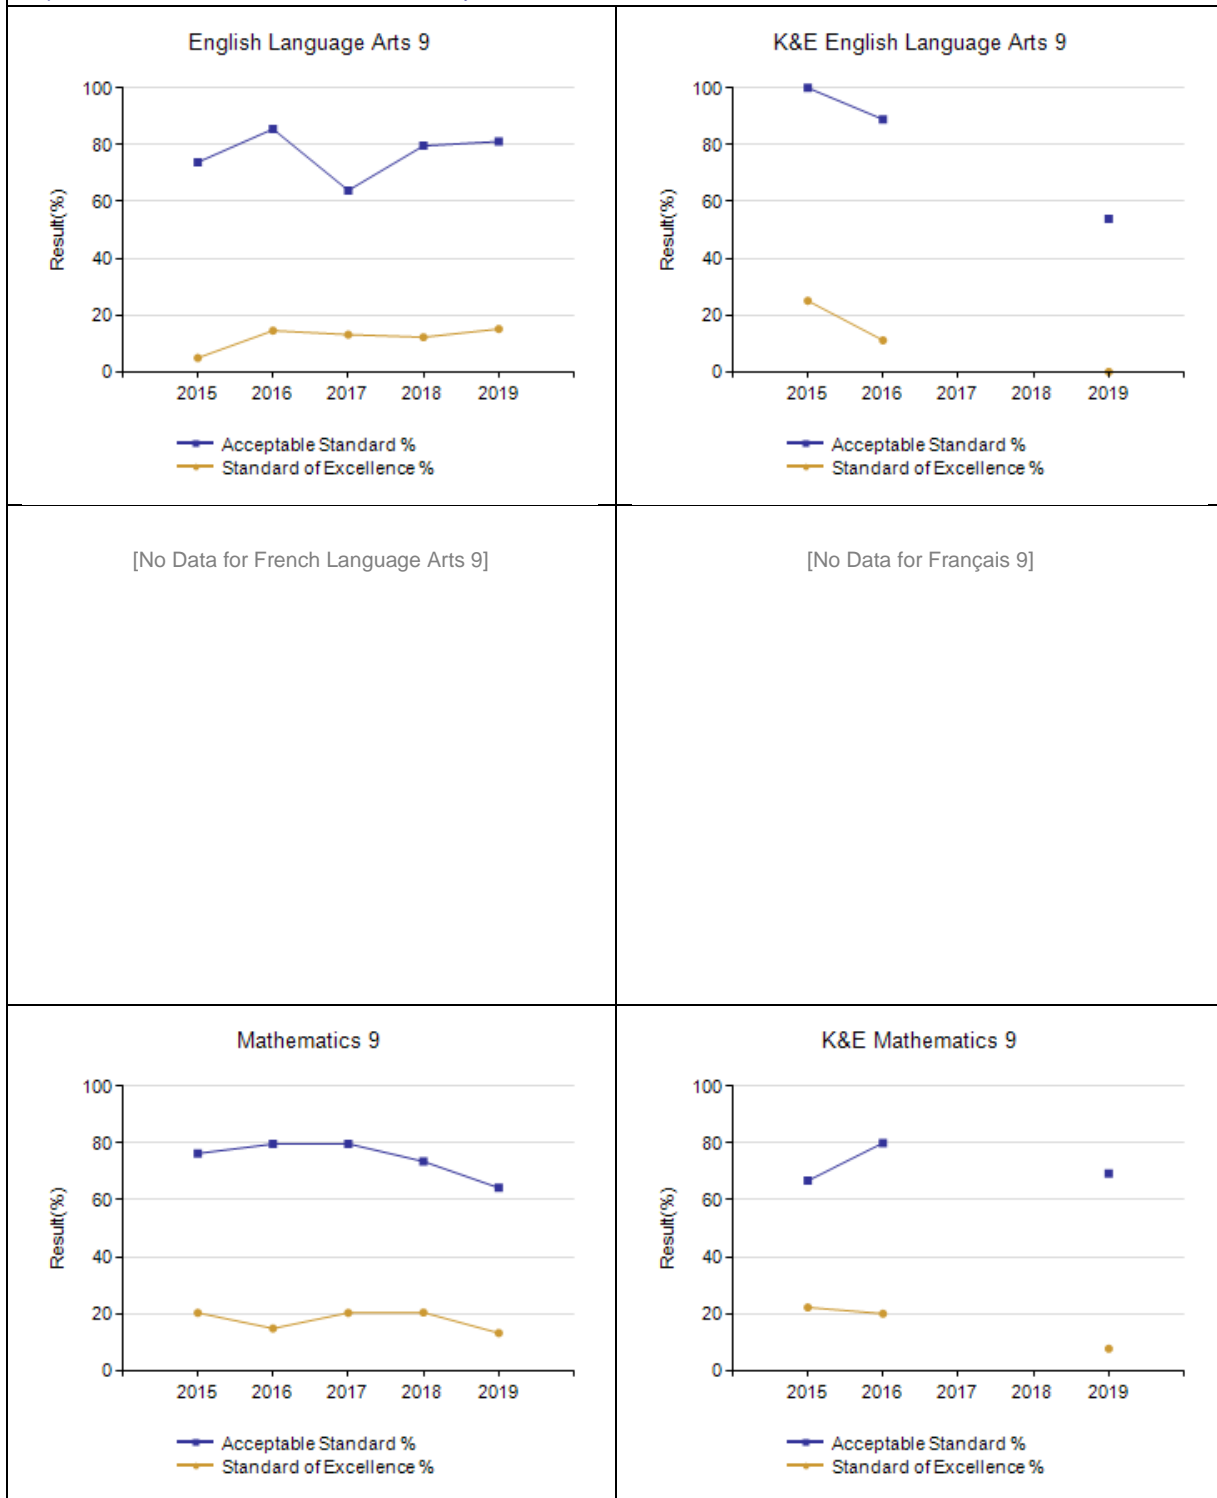 English Language Arts 9
100
80
60
40
20
0
Result(%)
2015 2016 2017 2018 2019
Acceptable Standard %
Standard of Excellence %
K&E English Language Arts 9
100
80
60
40
20
0
Result(%)
2015 2016 2017 2018 2019
Acceptable Standard %
Standard of Excellence %
[No Data for French Language Arts 9]
[No Data for Français 9]
Mathematics 9
100
80
60
40
20
0
Result(%)
2015 2016 2017 2018 2019
Acceptable Standard %
Standard of Excellence %
K&E Mathematics 9
100
80
60
40
20
0
Result(%)
2015 2016 2017 2018 2019
Acceptable Standard %
Standard of Excellence %